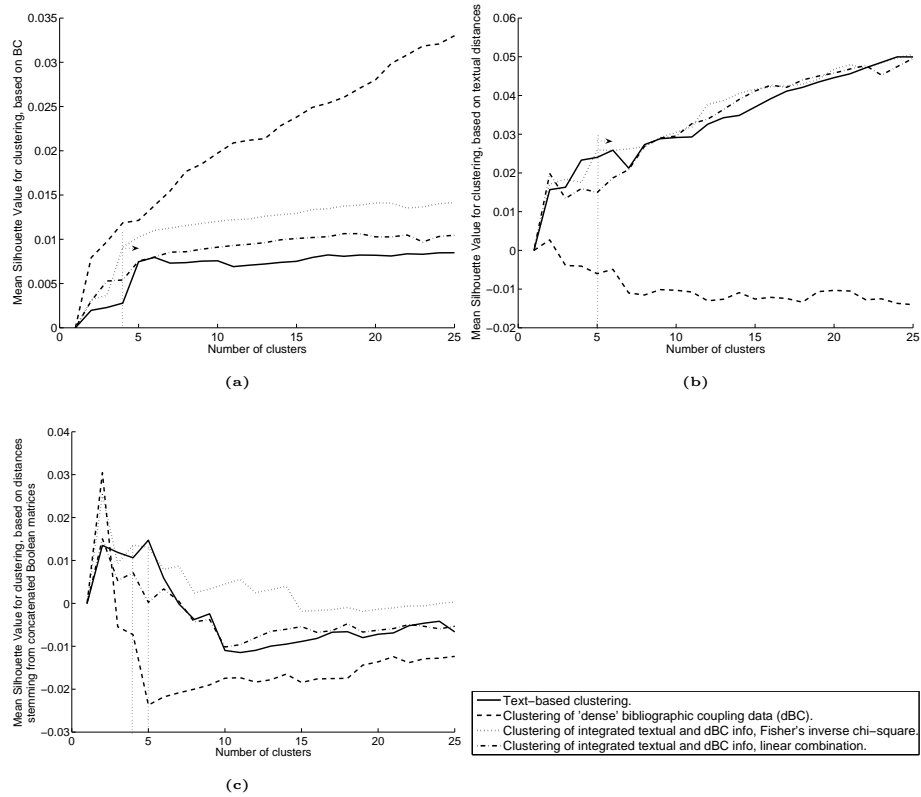 0.035
0.03
0.025
0.02
0.015
0.01
0.005
0
0 5 10 15 20 25
Number of clusters
Mean Silhouette Value for clustering, based on BC
(a)
0.06
0.05
0.04
0.03
0.02
0.01
0
−0.01
−0.02
0 5 10 15 20 25
Number of clusters
Mean Silhouette Value for clustering, based on textual distances
(b)
0.04
0.03
0.02
0.01
0
−0.01
−0.02
−0.03
0 5 10 15 20 25
Number of clusters
Mean Silhouette Value for clustering, based on distances
stemming from concatenated Boolean matrices
(c)
Text−based clustering.
Clustering of 'dense' bibliographic coupling data (dBC).
Clustering of integrated textual and dBC info, Fisher's inverse chi−square.
Clustering of integrated textual and dBC info, linear combination.